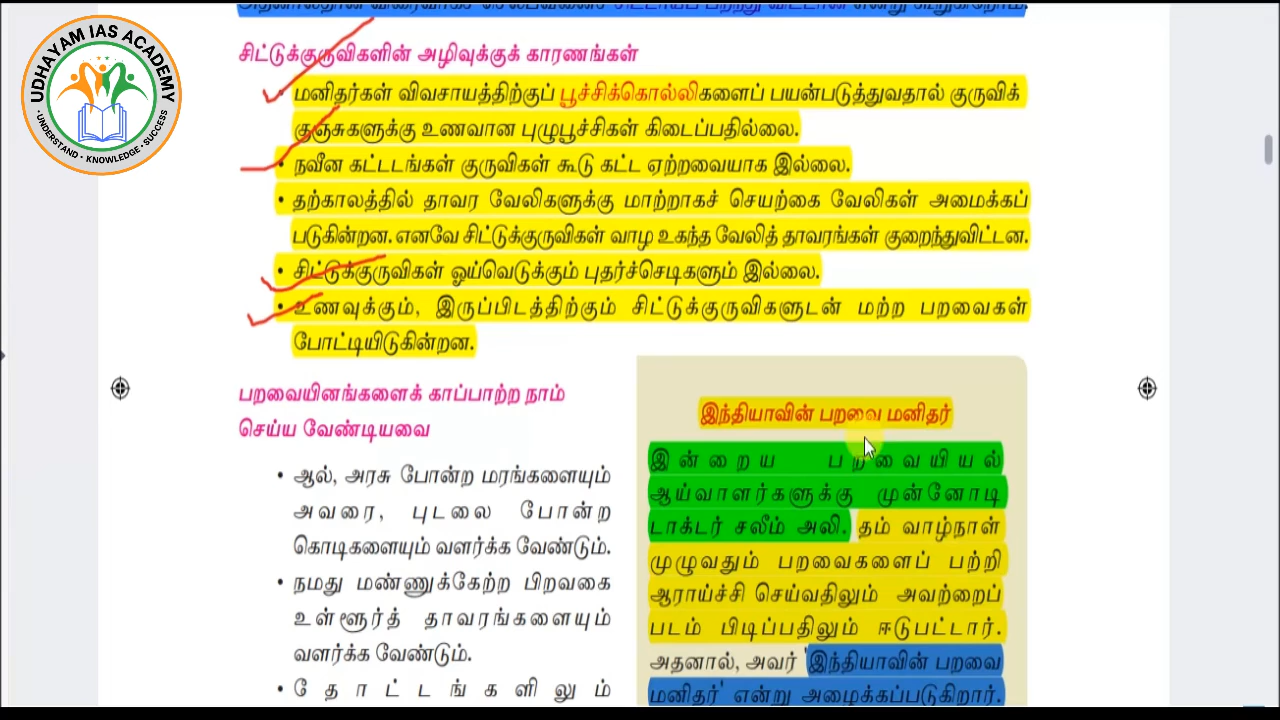 UDHAYAM IAS ACADEMY
UNDERSTAND - KNOWLEDGE - SUCCESS
சிட்டுக்குருவிகளின் அழிவுக்குக் காரணங்கள்
மனிதர்கள் விவசாயத்திற்குப் பூச்சிக்கொல்லிகளைப் பயன்படுத்துவதால் குருவிக்
குஞ்சுகளுக்கு உணவான புழுபூச்சிகள் கிடைப்பதில்லை.
• நவீன கட்டடங்கள் குருவிகள் கூடு கட்ட ஏற்றவையாக இல்லை.
• தற்காலத்தில் தாவர வேலிகளுக்கு மாற்றாகச் செயற்கை வேலிகள் அமைக்கப்
படுகின்றன. எனவே சிட்டுக்குருவிகள் வாழ உகந்த வேலித் தாவரங்கள் குறைந்துவிட்டன.
• சிட்டுக்குருவிகள் ஓய்வெடுக்கும் புதர்ச்செடிகளும் இல்லை.
• உணவுக்கும், இருப்பிடத்திற்கும் சிட்டுக்குருவிகளுடன் மற்ற பறவைகள்
போட்டியிடுகின்றன.
பறவையினங்களைக் காப்பாற்ற நாம்
செய்ய வேண்டியவை
• ஆல், அரசு போன்ற மரங்களையும்
அவரை, புடலை போன்ற
கொடிகளையும் வளர்க்க வேண்டும்.
• நமது மண்ணுக்கேற்ற பிறவகை
உள்ளூர்த் தாவரங்களையும்
வளர்க்க வேண்டும்.
• தோட்டங்களிலும்
இந்தியாவின் பறவை மனிதர்
இன்றைய பறவையியல்
ஆய்வாளர்களுக்கு முன்னோடி
டாக்டர் சலீம் அலி. தம் வாழ்நாள்
முழுவதும் பறவைகளைப் பற்றி
ஆராய்ச்சி செய்வதிலும் அவற்றைப்
படம் பிடிப்பதிலும் ஈடுபட்டார்.
அதனால், அவர் 'இந்தியாவின் பறவை
மனிதர்' என்று அழைக்கப்படுகிறார்.